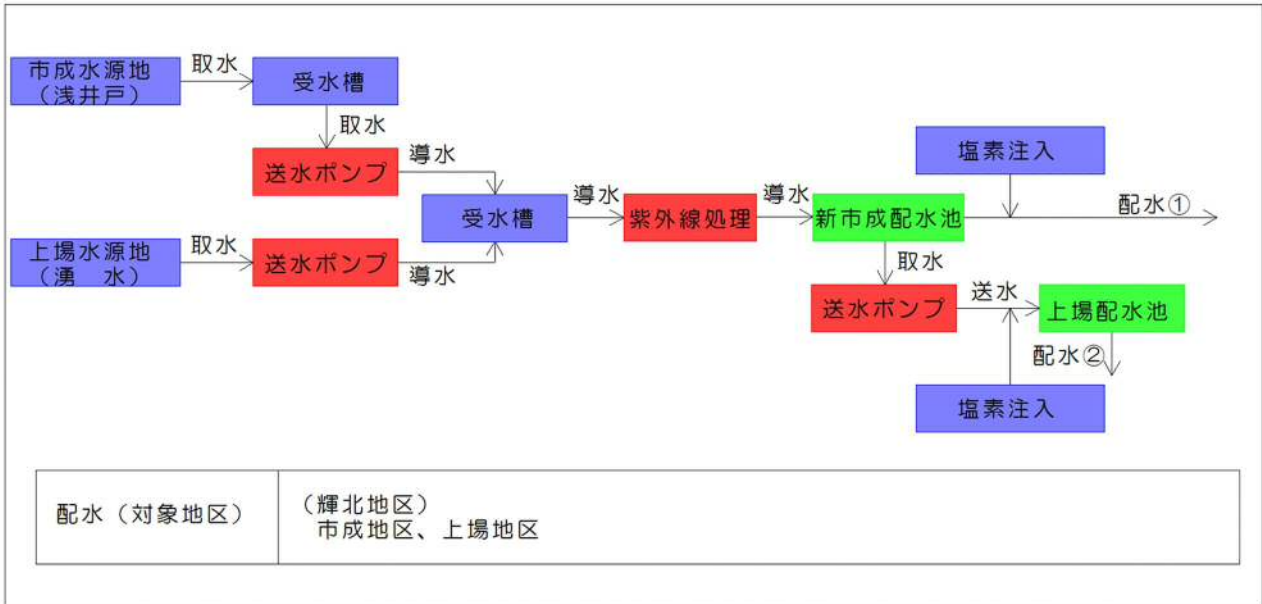 市成水源地
（浅井戸）
取水
受水槽
取水
送水ポンプ
導水
上場水源地
（湧　水）
取水
送水ポンプ
導水
受水槽
導水
紫外線処理
導水
新市成配水池
塩素注入
配水①
取水
送水ポンプ
送水
上場配水池
配水②
塩素注入
配水（対象地区）
（輝北地区）
市成地区、上場地区